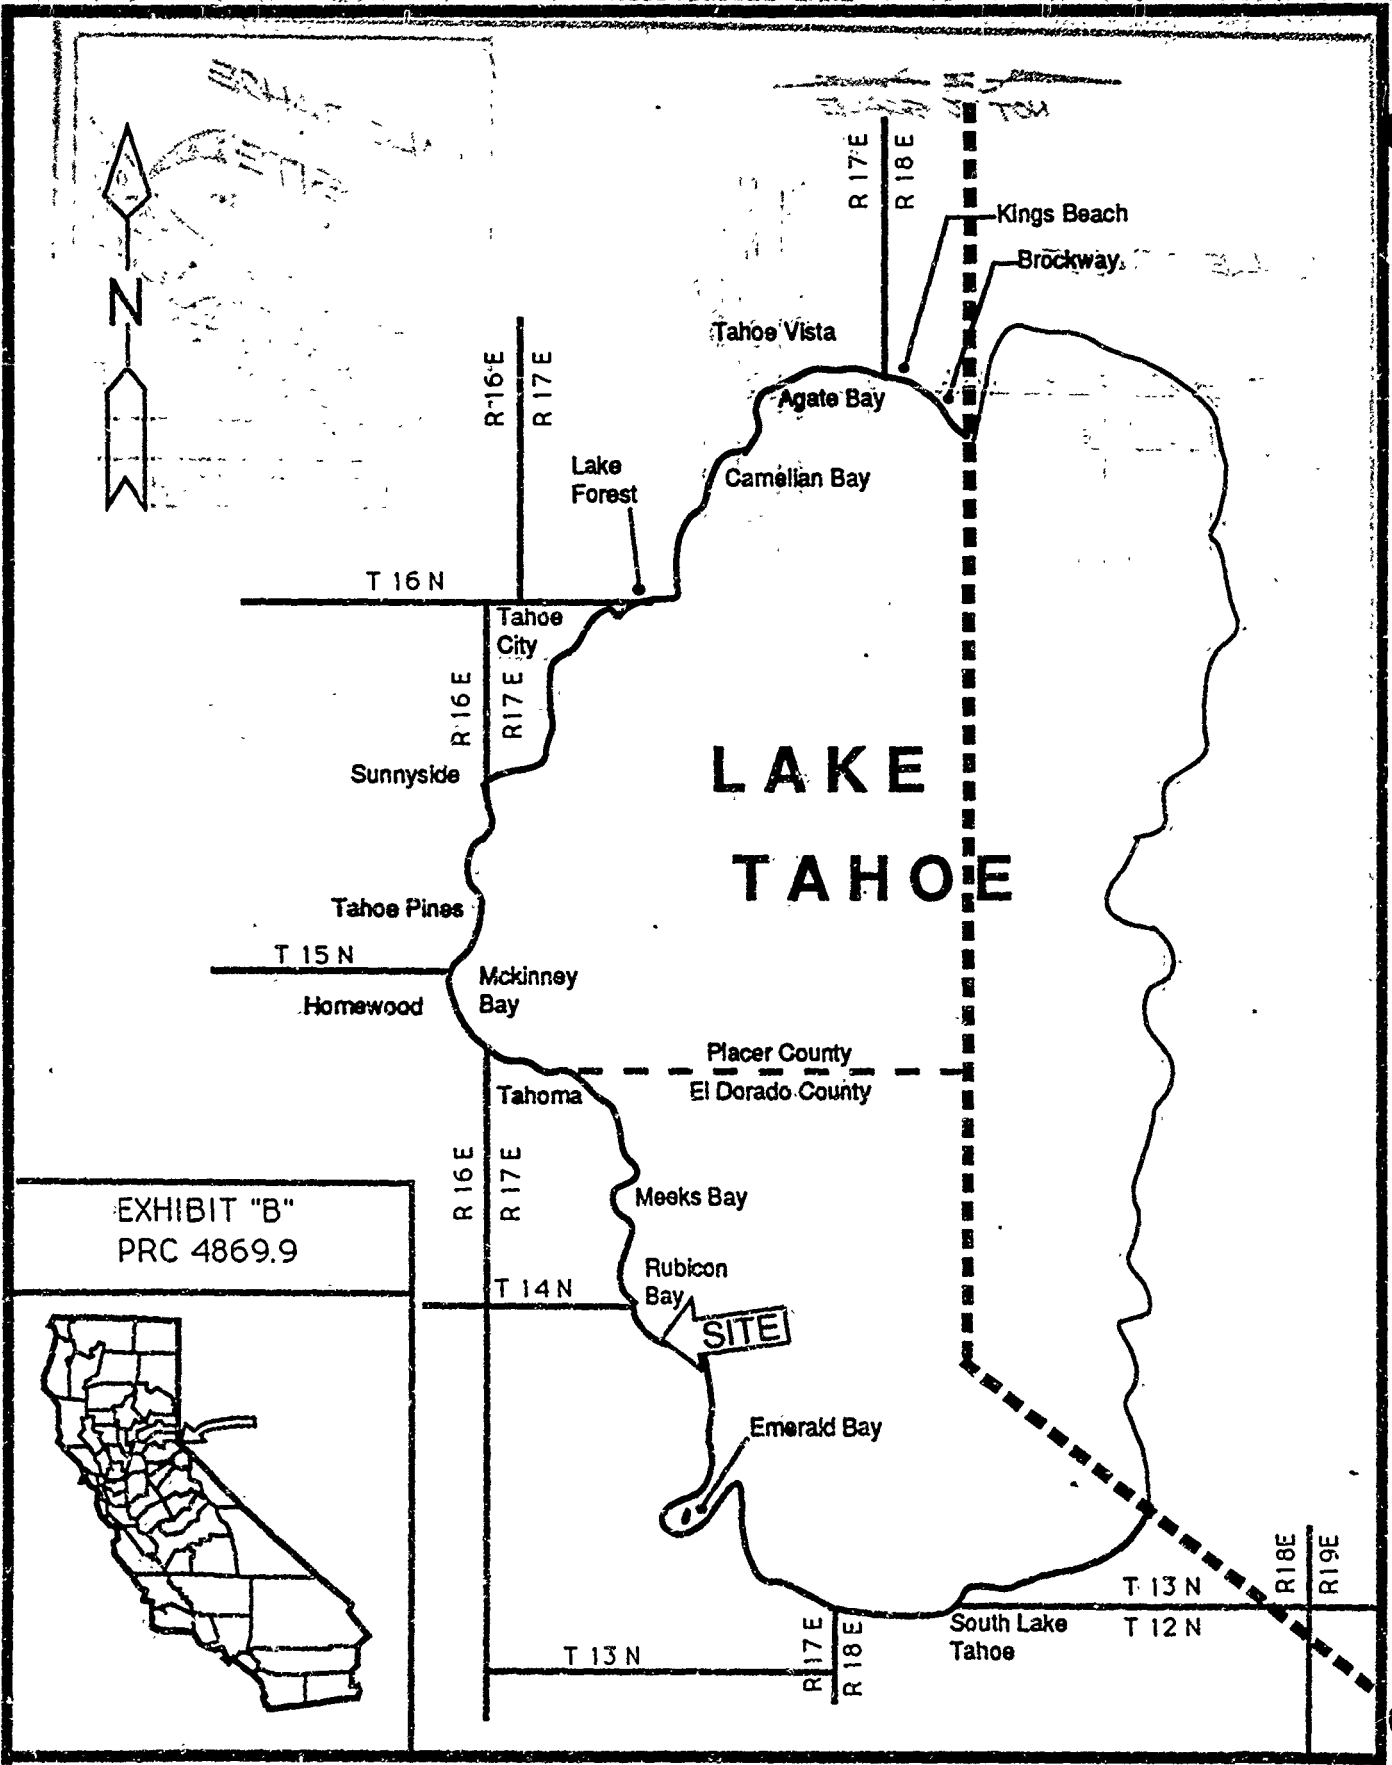 R 17 E
R 18 E
Kings Beach
Brockway
Tahoe Vista
R 16 E
R 17 E
Agate Bay
Lake
Forest
Carnelian Bay
T 16 N
Tahoe
City
R 16 E
R17 E
Sunnyside
LAKE
TAHOE
Tahoe Pines
T 15 N
Mckinney
Bay
Homewood
Placer County
El Dorado County
Tahoma
R 16 E
R 17 E
Meeks Bay
EXHIBIT "B"
PRC 4869.9
Rubicon
Bay
T 14 N
SITE
Emerald Bay
R18E
R19E
T 13 N
South Lake
Tahoe
T 12 N
R 17 E
R 18 E
T 13 N
N